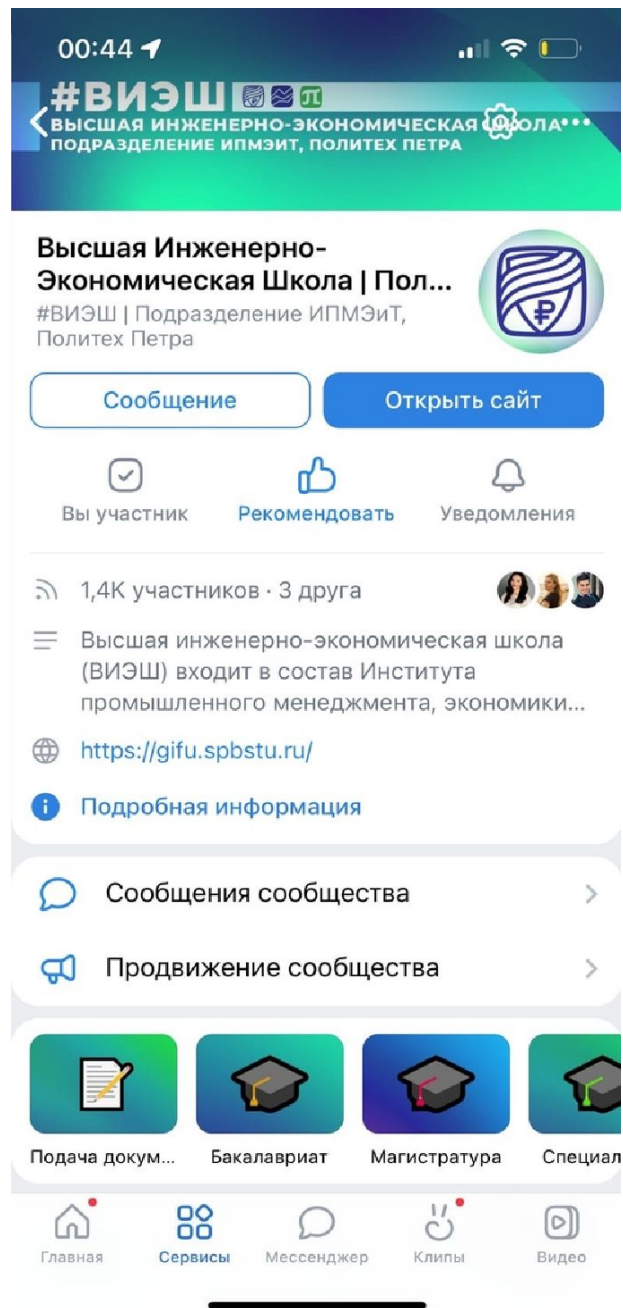 00:44
#ВИЭШ
ВЫСШАЯ ИНЖЕНЕРНО-ЭКОНОМИЧЕСКАЯ ШКОЛА
ПОДРАЗДЕЛЕНИЕ ИПМЭИТ, ПОЛИТЕХ ПЕТРА
Высшая Инженерно-
Экономическая Школа | Пол...
#ВИЭШ | Подразделение ИПМЭиТ,
Политех Петра
Сообщение
Открыть сайт
Вы участник
Рекомендовать
Уведомления
1,4K участников · 3 друга
Высшая инженерно-экономическая школа
(ВИЭШ) входит в состав Института
промышленного менеджмента, экономики...
https://gifu.spbstu.ru/
Подробная информация
Сообщения сообщества
Продвижение сообщества
Подача докум...
Бакалавриат
Магистратура
Специал
Главная
Сервисы
Мессенджер
Клипы
Видео